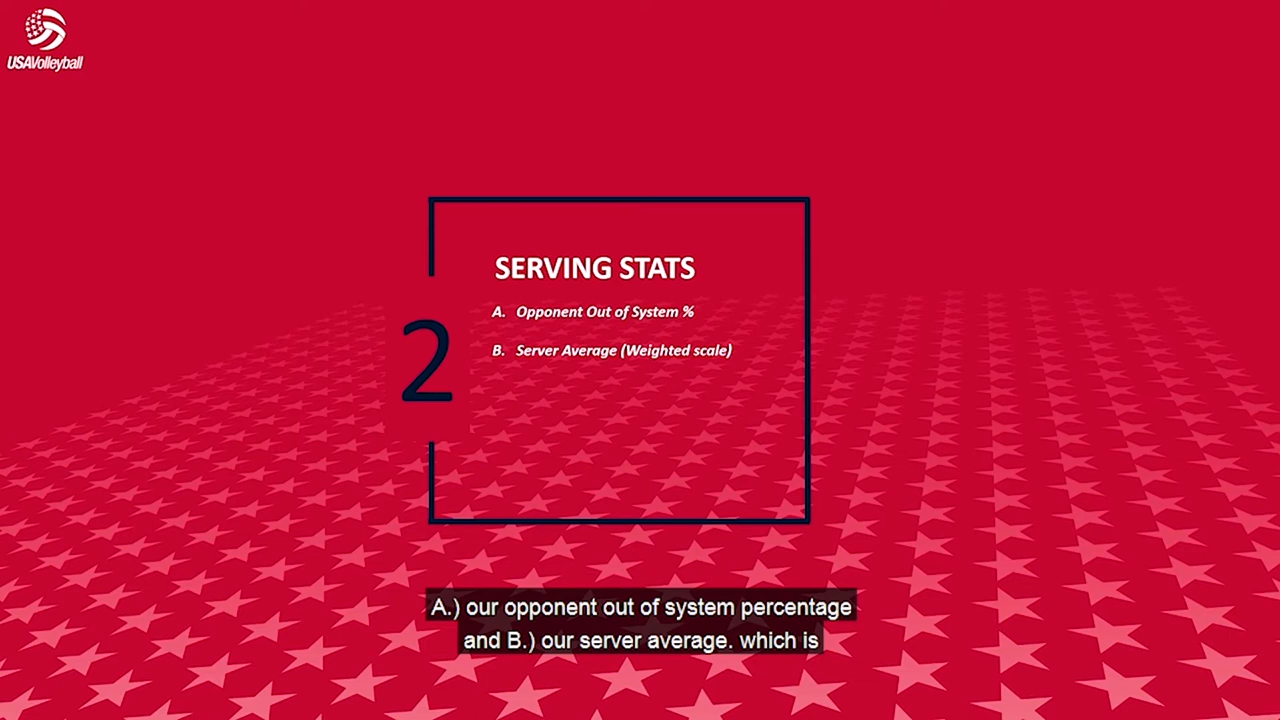 USAVolleyball
SERVING STATS
A. Opponent Out of System %
2
B. Server Average (Weighted scale)
A.) our opponent out of system percentage
and B.) our server average. which is